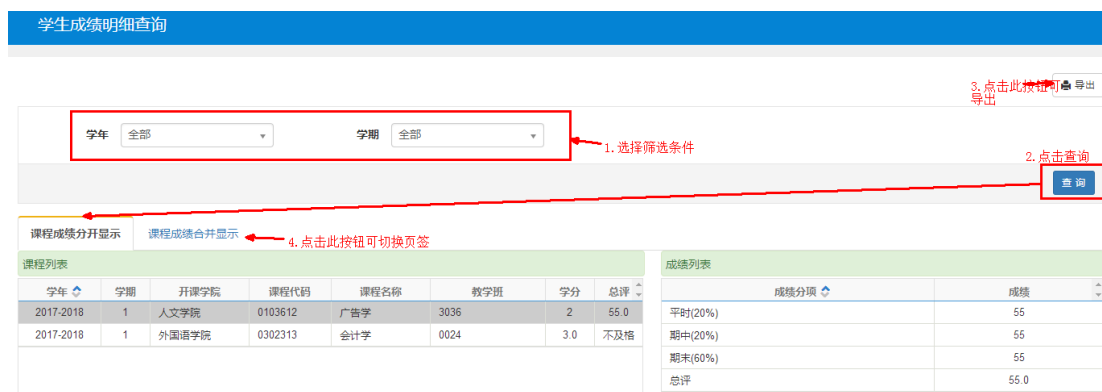 学生成绩明细查询
3.点击此按钮可
导出
导出
学年 全部 学期 全部
1.选择筛选条件
2.点击查询
查 询
课程成绩分开显示 课程成绩合并显示
4.点击此按钮可切换页签
课程列表
学年 学期 开课学院 课程代码 课程名称 教学班 学分 总评
2017-2018 1 人文学院 0103612 广告学 3036 2 55.0
2017-2018 1 外国语学院 0302313 会计学 0024 3.0 不及格
成绩列表
成绩分项 成绩
平时(20%) 55
期中(20%) 55
期末(60%) 55
总评 55.0